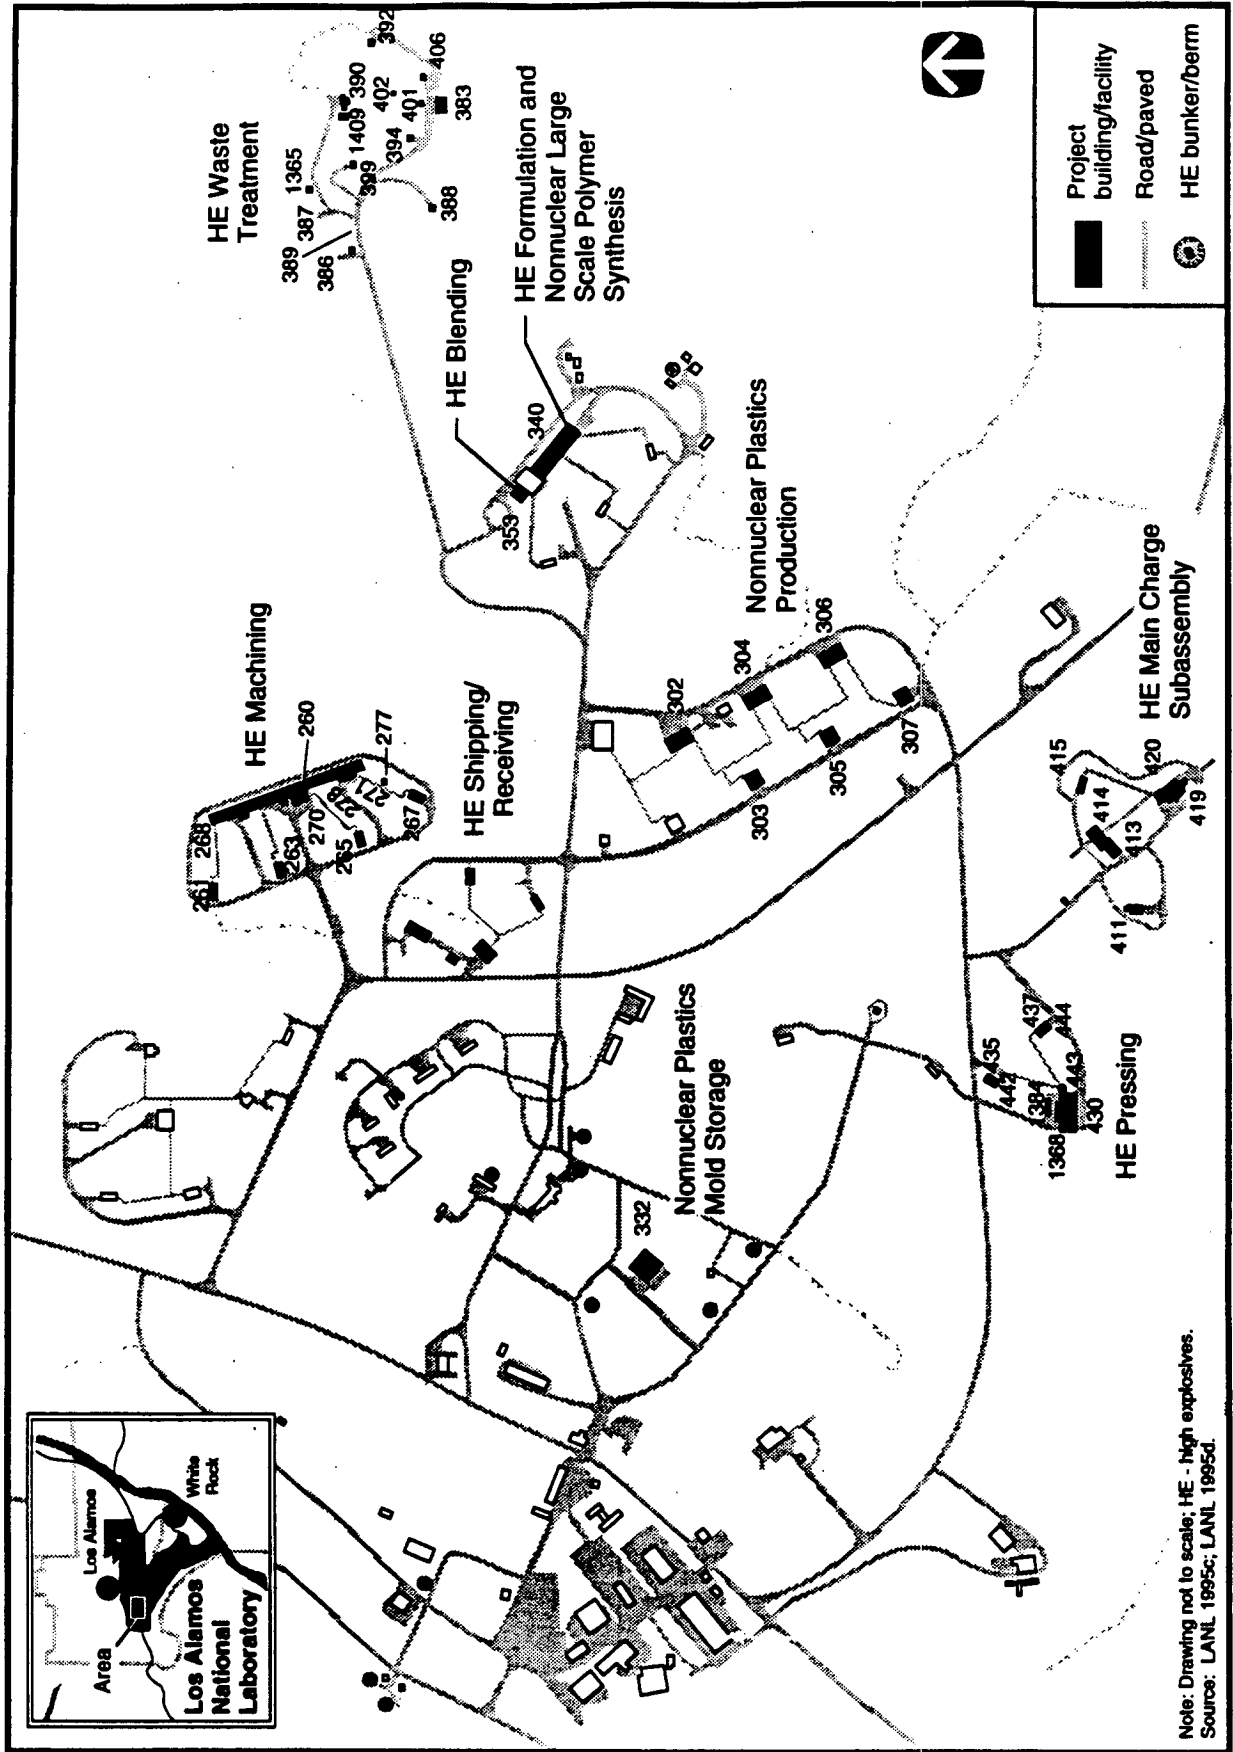 Area
Los Alamos
White
Rock
Los Alamos
National
Laboratory
HE Machining
268
261
263
260
270
278
271
265
277
267
HE Shipping/
Receiving
HE Waste
Treatment
389
387
1365
386
399
1409
390
392
394
402
401
406
383
388
HE Blending
HE Formulation and
Nonnuclear Large
Scale Polymer
Synthesis
353
340
Nonnuclear Plastics
Production
302
304
306
303
305
307
332
Nonnuclear Plastics
Mold Storage
HE Pressing
1368
384
442
435
437
444
443
430
HE Main Charge
Subassembly
411
413
414
415
420
419
Project
building/facility
Road/paved
HE bunker/berm
Note: Drawing not to scale; HE - high explosives.
Source: LANL 1995c; LANL 1995d.